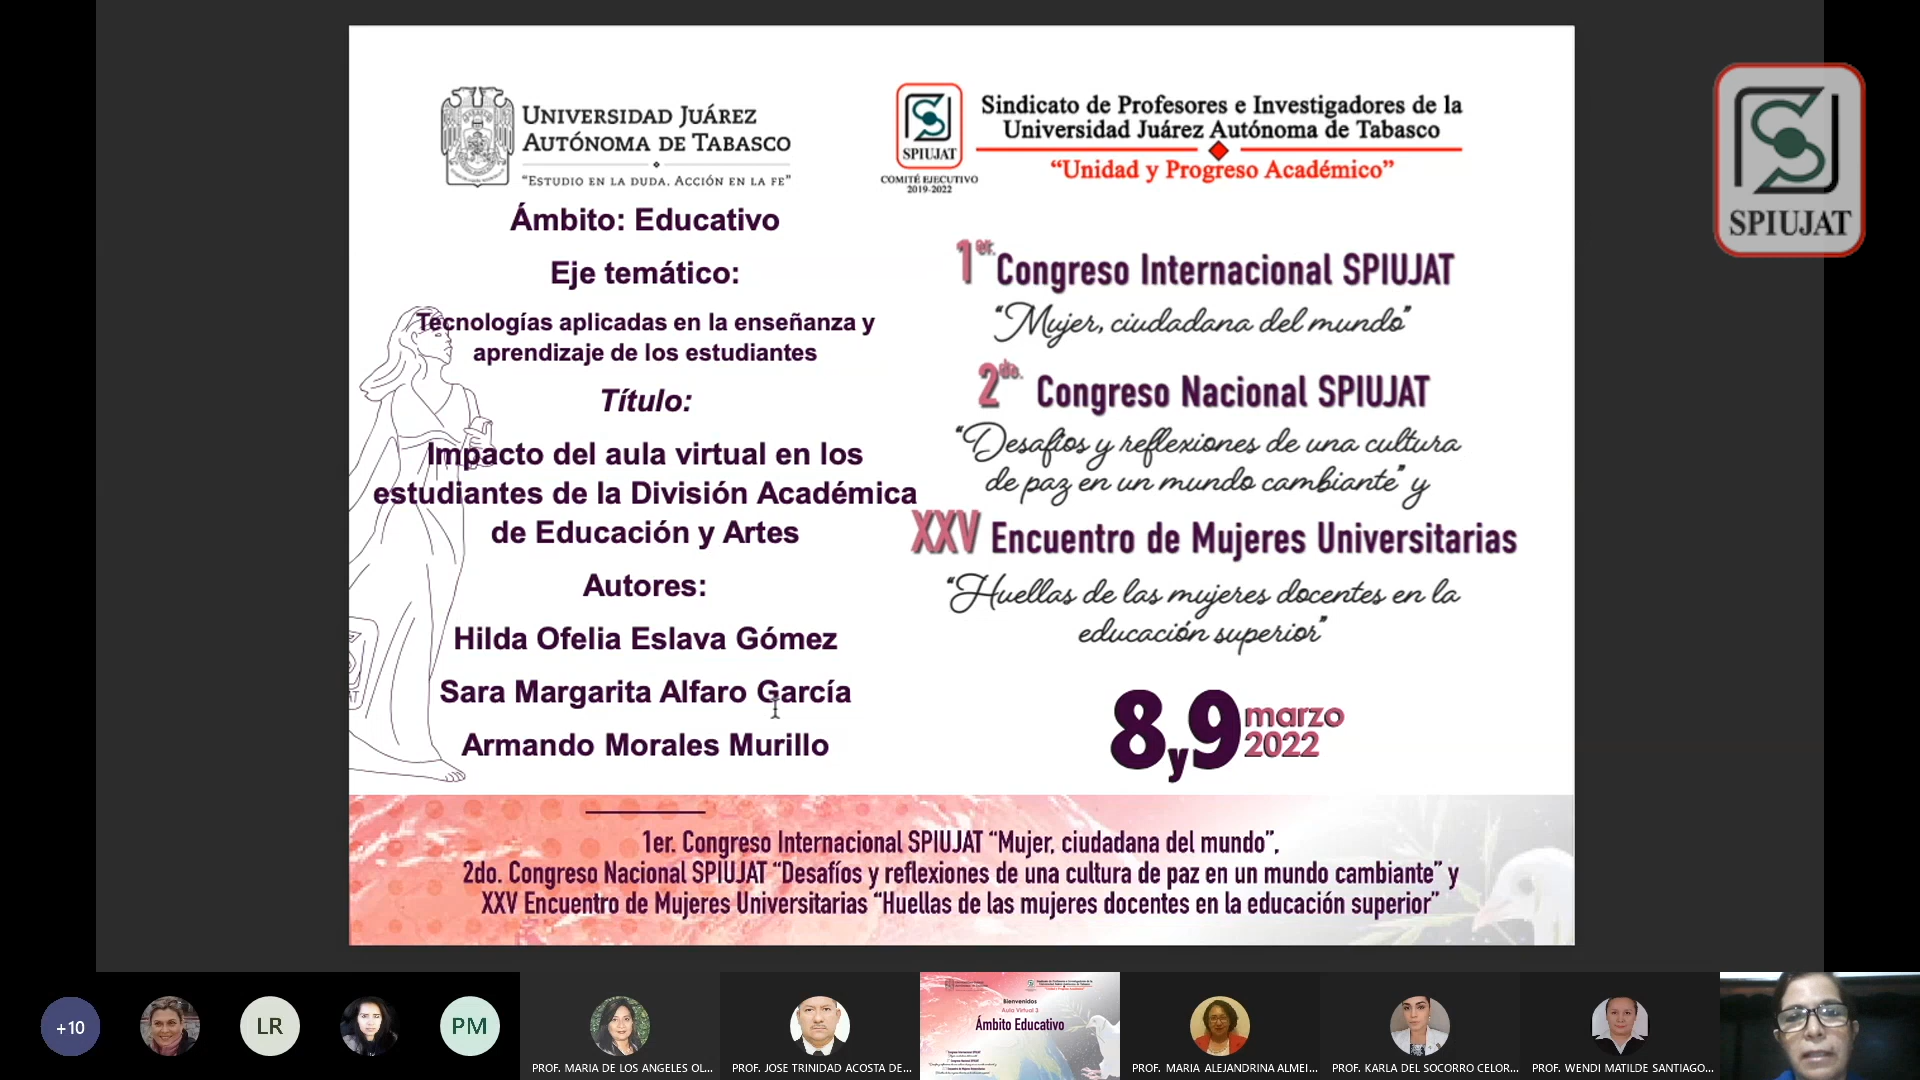 UNIVERSIDAD JUÁREZ
AUTÓNOMA DE TABASCO
“ESTUDIO EN LA DUDA. ACCIÓN EN LA FE”
SPIUJAT
COMITÉ EJECUTIVO
2019-2022
Sindicato de Profesores e Investigadores de la
Universidad Juárez Autónoma de Tabasco
“Unidad y Progreso Académico”
SPIUJAT
Ámbito: Educativo
Eje temático:
Tecnologías aplicadas en la enseñanza y
aprendizaje de los estudiantes
Título:
Impacto del aula virtual en los
estudiantes de la División Académica
de Educación y Artes
Autores:
Hilda Ofelia Eslava Gómez
Sara Margarita Alfaro García
Armando Morales Murillo
1er. Congreso Internacional SPIUJAT
“Mujer, ciudadana del mundo”
2do. Congreso Nacional SPIUJAT
“Desafíos y reflexiones de una cultura
de paz en un mundo cambiante” y
XXV Encuentro de Mujeres Universitarias
“Huellas de las mujeres docentes en la
educación superior”
8 y 9 marzo
2022
1er. Congreso Internacional SPIUJAT “Mujer, ciudadana del mundo”,
2do. Congreso Nacional SPIUJAT “Desafíos y reflexiones de una cultura de paz en un mundo cambiante” y
XXV Encuentro de Mujeres Universitarias “Huellas de las mujeres docentes en la educación superior”
+10
LR
PM
PROF. MARIA DE LOS ANGELES OL...
PROF. JOSE TRINIDAD ACOSTA DE...
Bienvenidos
Aula Virtual 3
Ámbito Educativo
PROF. MARIA ALEJANDRINA ALMEI...
PROF. KARLA DEL SOCORRO CELOR...
PROF. WENDI MATILDE SANTIAGO...